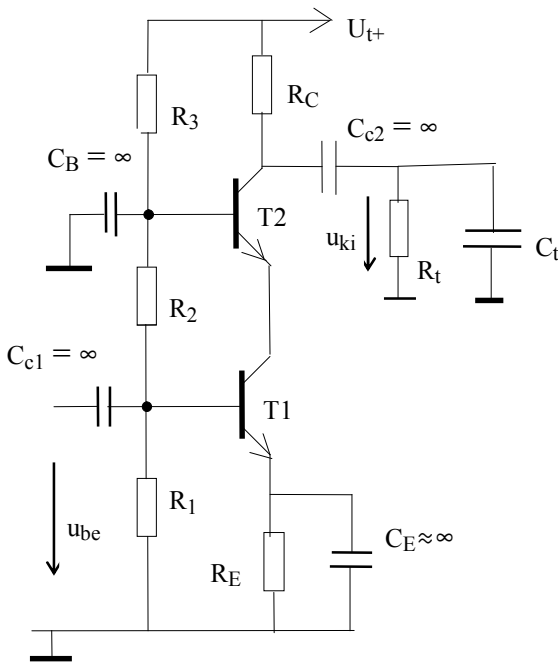 U_t+
R_C
R_3
C_c2 = ∞
C_B = ∞
T2
u_ki
R_t
C_t
R_2
C_c1 = ∞
T1
R_1
u_be
R_E
C_E≈∞